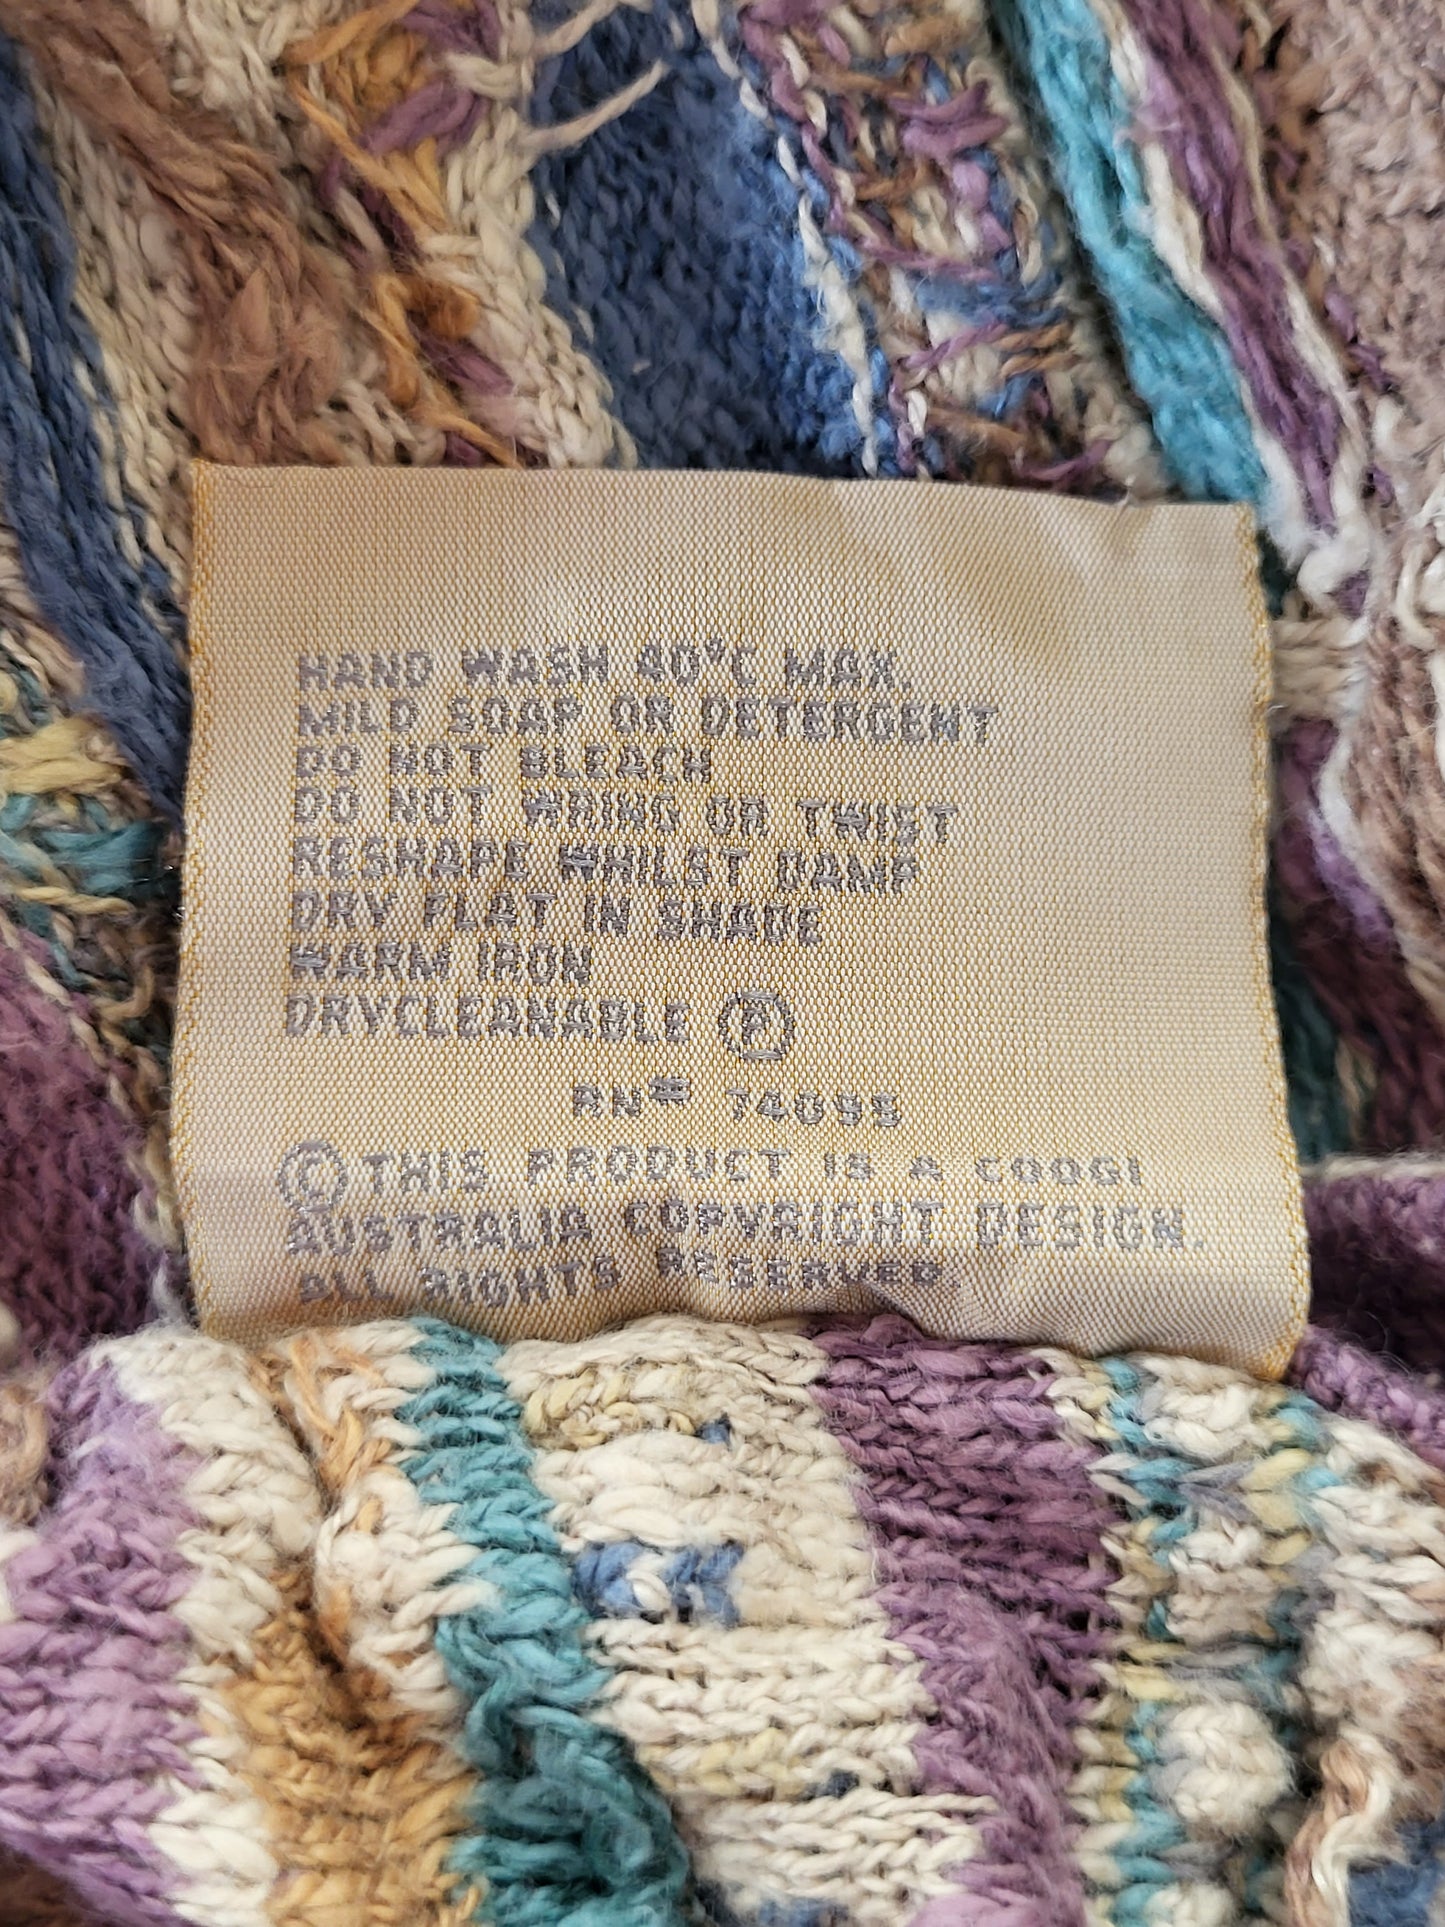 HAND WASH 40°C MAX.
MILD SOAP OR DETERGENT
DO NOT BLEACH
DO NOT WRING OR TWIST
RESHAPE WHILST DAMP
DRY FLAT IN SHADE
WARM IRON
DRYCLEANABLE Ⓟ
RN# 74095
© THIS PRODUCT IS A COOGI
AUSTRALIA COPYRIGHT DESIGN.
ALL RIGHTS RESERVED.